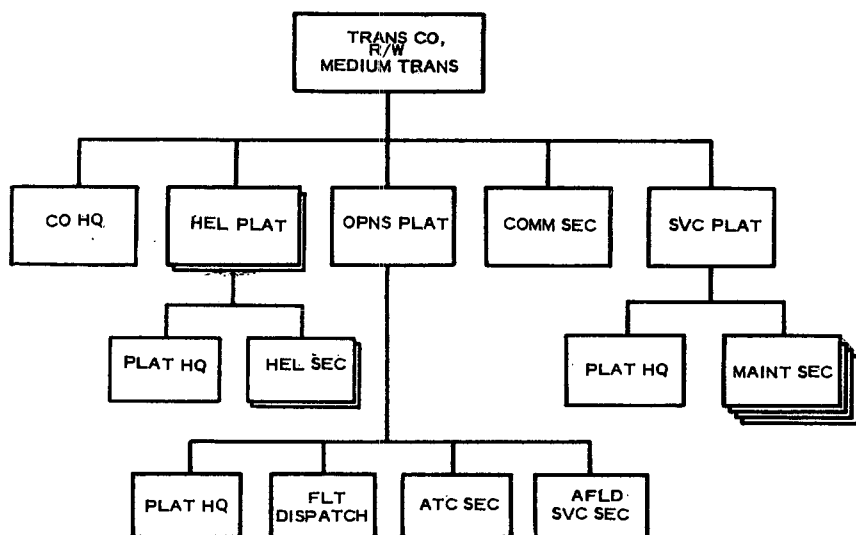 TRANS CO,
R/W
MEDIUM TRANS
CO HQ
HEL PLAT
OPNS PLAT
COMM SEC
SVC PLAT
PLAT HQ
HEL SEC
PLAT HQ
MAINT SEC
PLAT HQ
FLT
DISPATCH
ATC SEC
AFLD
SVC SEC